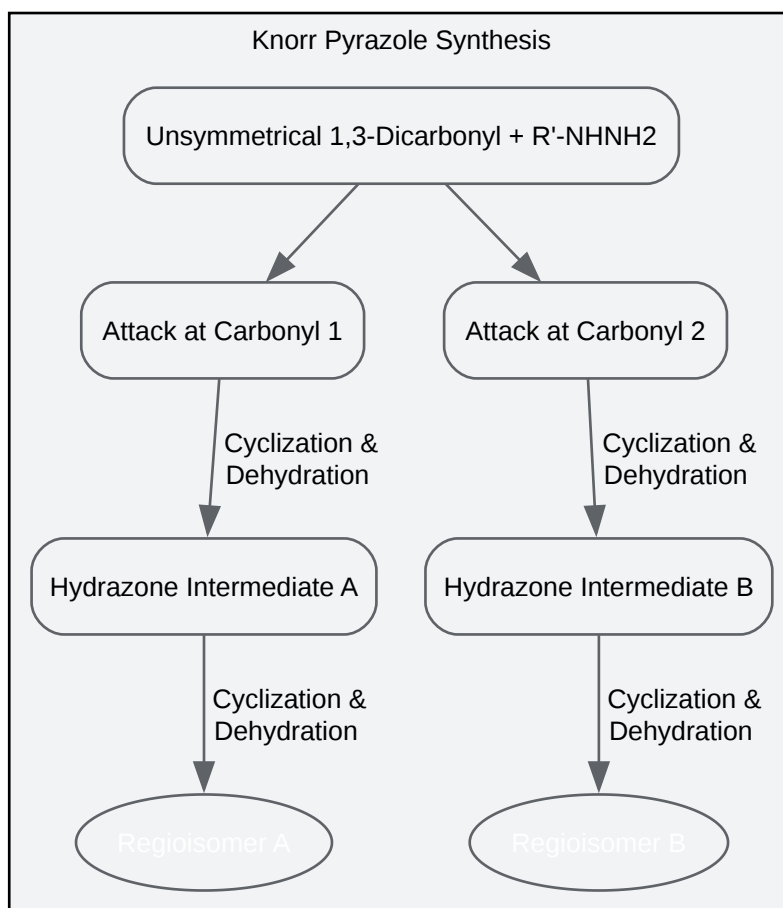 Knorr Pyrazole Synthesis
Unsymmetrical 1,3-Dicarbonyl + R'-NHNH2
Attack at Carbonyl 1
Attack at Carbonyl 2
Cyclization &
Dehydration
Cyclization &
Dehydration
Hydrazone Intermediate A
Hydrazone Intermediate B
Cyclization &
Dehydration
Cyclization &
Dehydration
Regioisomer A
Regioisomer B